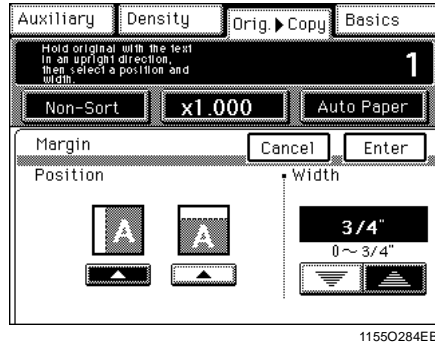 Auxiliary Density Orig.▶Copy Basics
Hold original with the text
in an upright direction,
then select a position and
width.
1
Non-Sort x1.000 Auto Paper
Margin Cancel Enter
Position Width
A A
3/4"
0～3/4"
1155O284EB